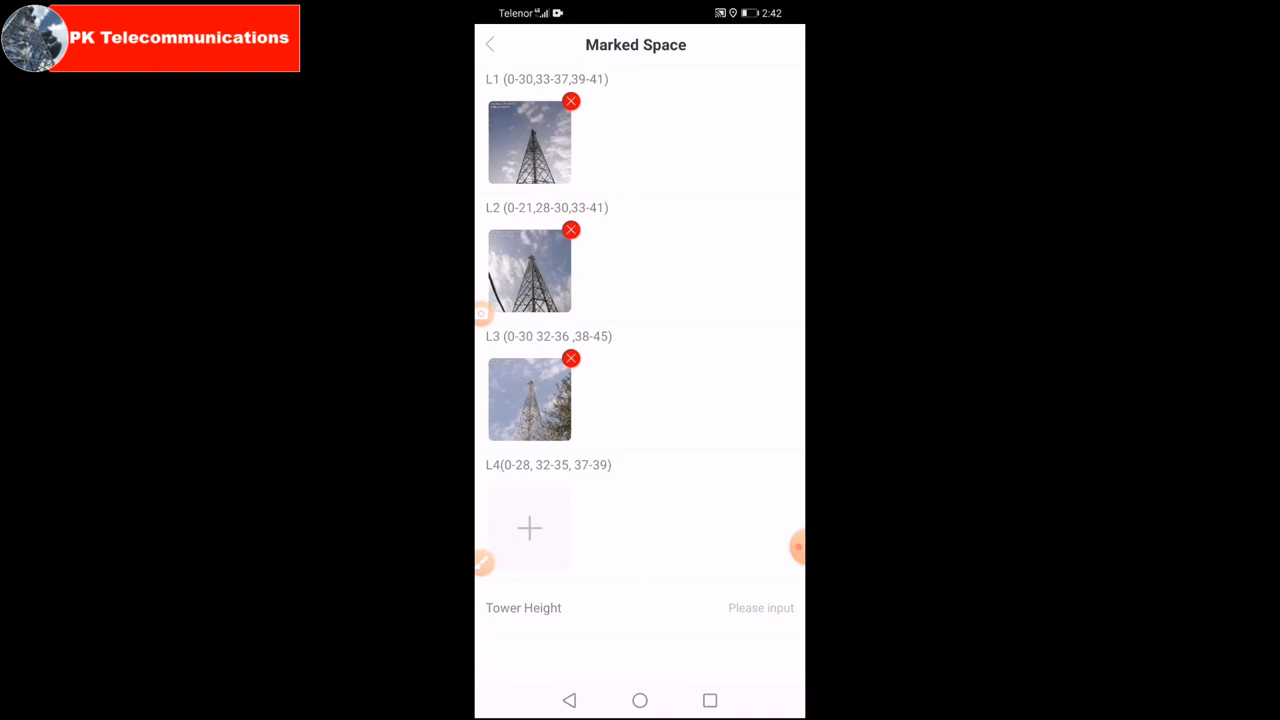 PK Telecommunications
Telenor 4G 2:42
Marked Space
L1 (0-30,33-37,39-41)
L2 (0-21,28-30,33-41)
L3 (0-30 32-36 ,38-45)
L4(0-28, 32-35, 37-39)
Tower Height Please input